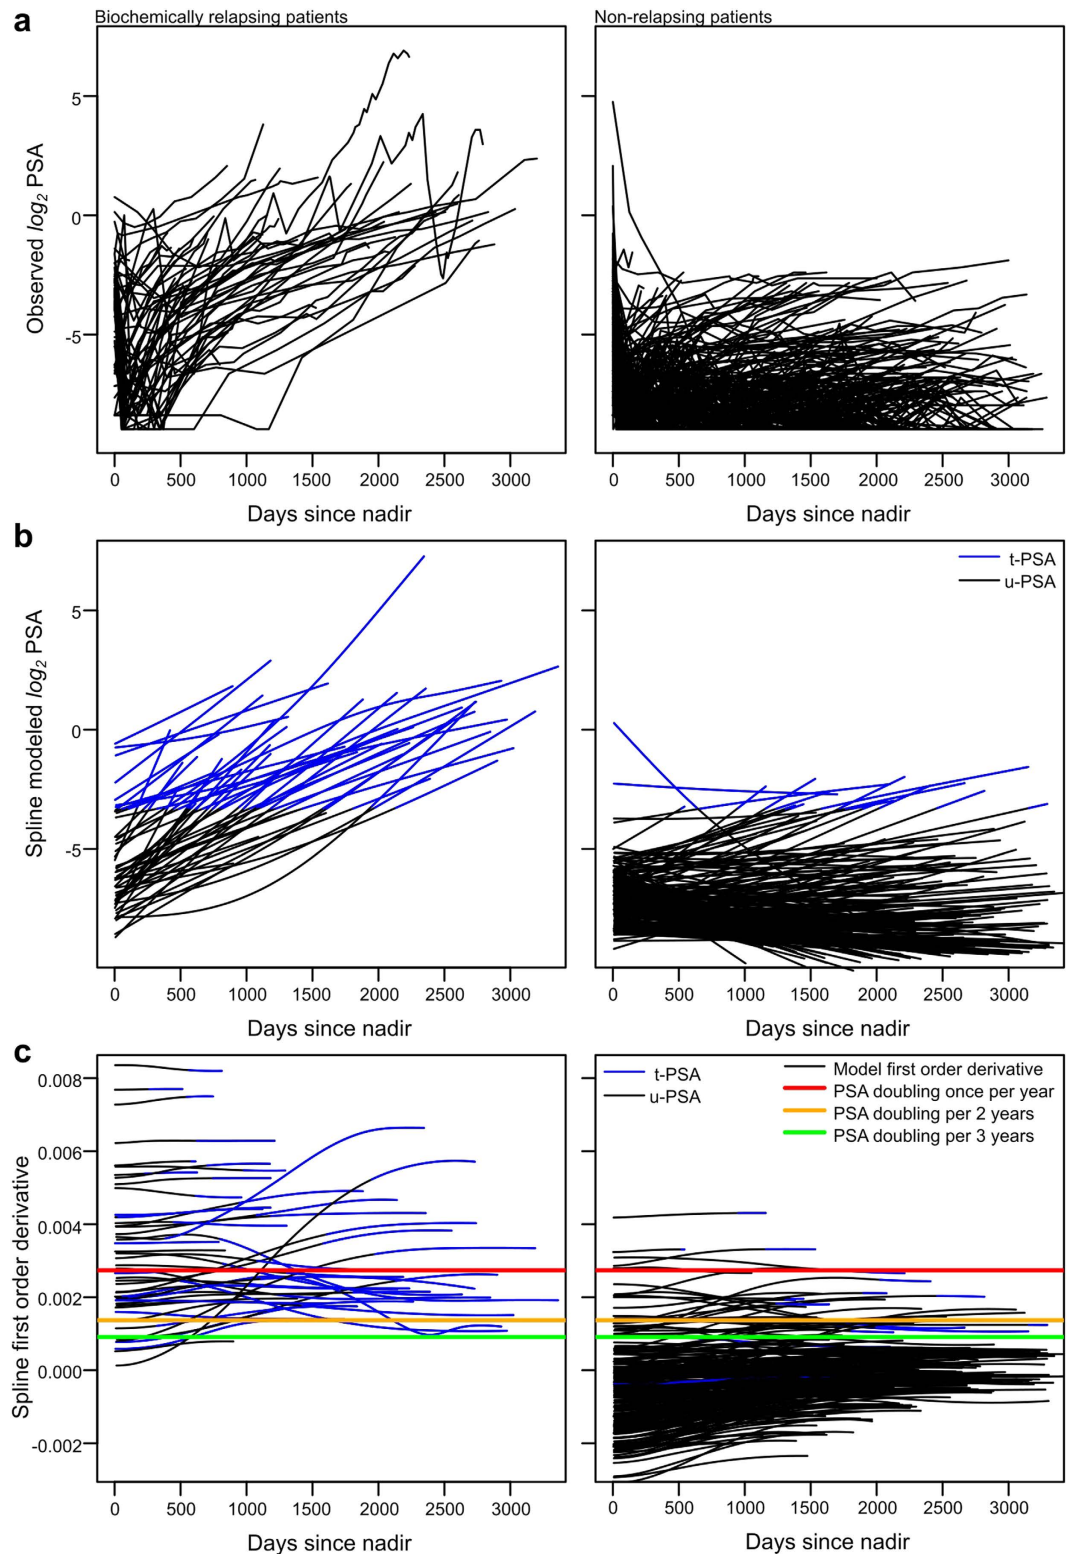 a
Biochemically relapsing patients
Non-relapsing patients
Observed log2 PSA
5
0
-5
0 500 1000 1500 2000 2500 3000
0 500 1000 1500 2000 2500 3000
Days since nadir
Days since nadir
b
Spline modeled log2 PSA
5
0
-5
t-PSA
u-PSA
0 500 1000 1500 2000 2500 3000
0 500 1000 1500 2000 2500 3000
Days since nadir
Days since nadir
c
Spline first order derivative
0.008
0.006
0.004
0.002
0.000
-0.002
t-PSA
u-PSA
Model first order derivative
PSA doubling once per year
PSA doubling per 2 years
PSA doubling per 3 years
0 500 1000 1500 2000 2500 3000
0 500 1000 1500 2000 2500 3000
Days since nadir
Days since nadir